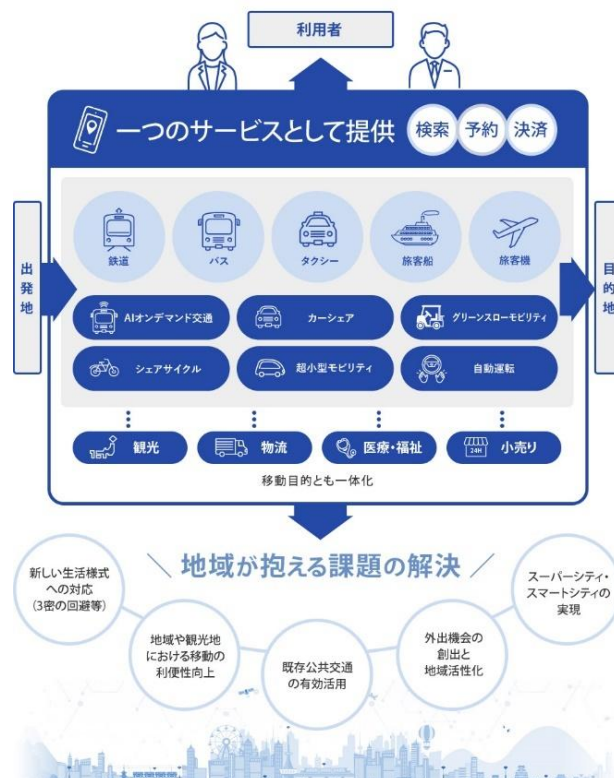 利用者
一つのサービスとして提供
検索
予約
決済
出発地
目的地
鉄道
バス
タクシー
旅客船
旅客機
AIオンデマンド交通
カーシェア
グリーンスローモビリティ
シェアサイクル
超小型モビリティ
自動運転
観光
物流
医療・福祉
24H
小売り
移動目的とも一体化
地域が抱える課題の解決
新しい生活様式
への対応
(3密の回避等)
地域や観光地
における移動の
利便性向上
既存公共交通
の有効活用
外出機会の
創出と
地域活性化
スーパーシティ・
スマートシティの
実現